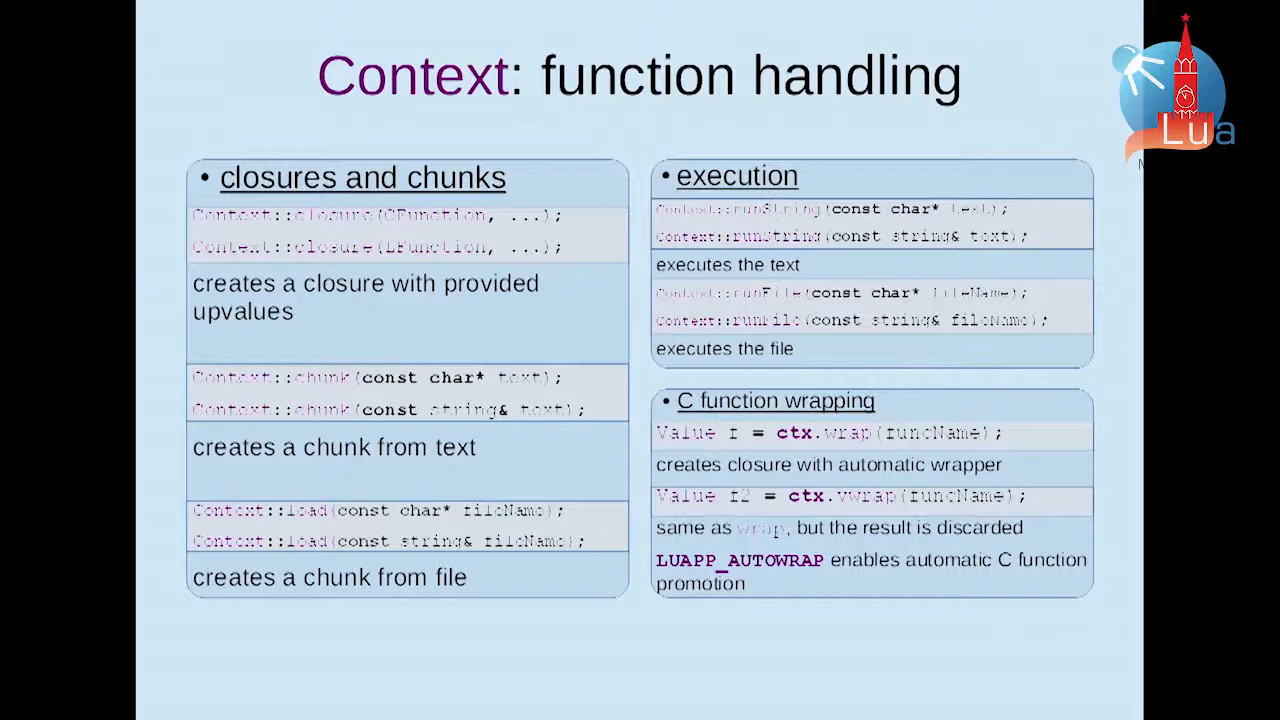 Context: function handling
Lua
• closures and chunks
Context::closure(CFunction, ...);
Context::closure(LFunction, ...);
creates a closure with provided
upvalues
Context::chunk(const char* text);
Context::chunk(const string& text);
creates a chunk from text
Context::load(const char* fileName);
Context::load(const string& fileName);
creates a chunk from file
• execution
Context::runString(const char* text);
Context::runString(const string& text);
executes the text
Context::runFile(const char* fileName);
Context::runFile(const string& fileName);
executes the file
• C function wrapping
Value f = ctx.wrap(funcName);
creates closure with automatic wrapper
Value f2 = ctx.vwrap(funcName);
same as wrap, but the result is discarded
LUAPP_AUTOWRAP enables automatic C function
promotion